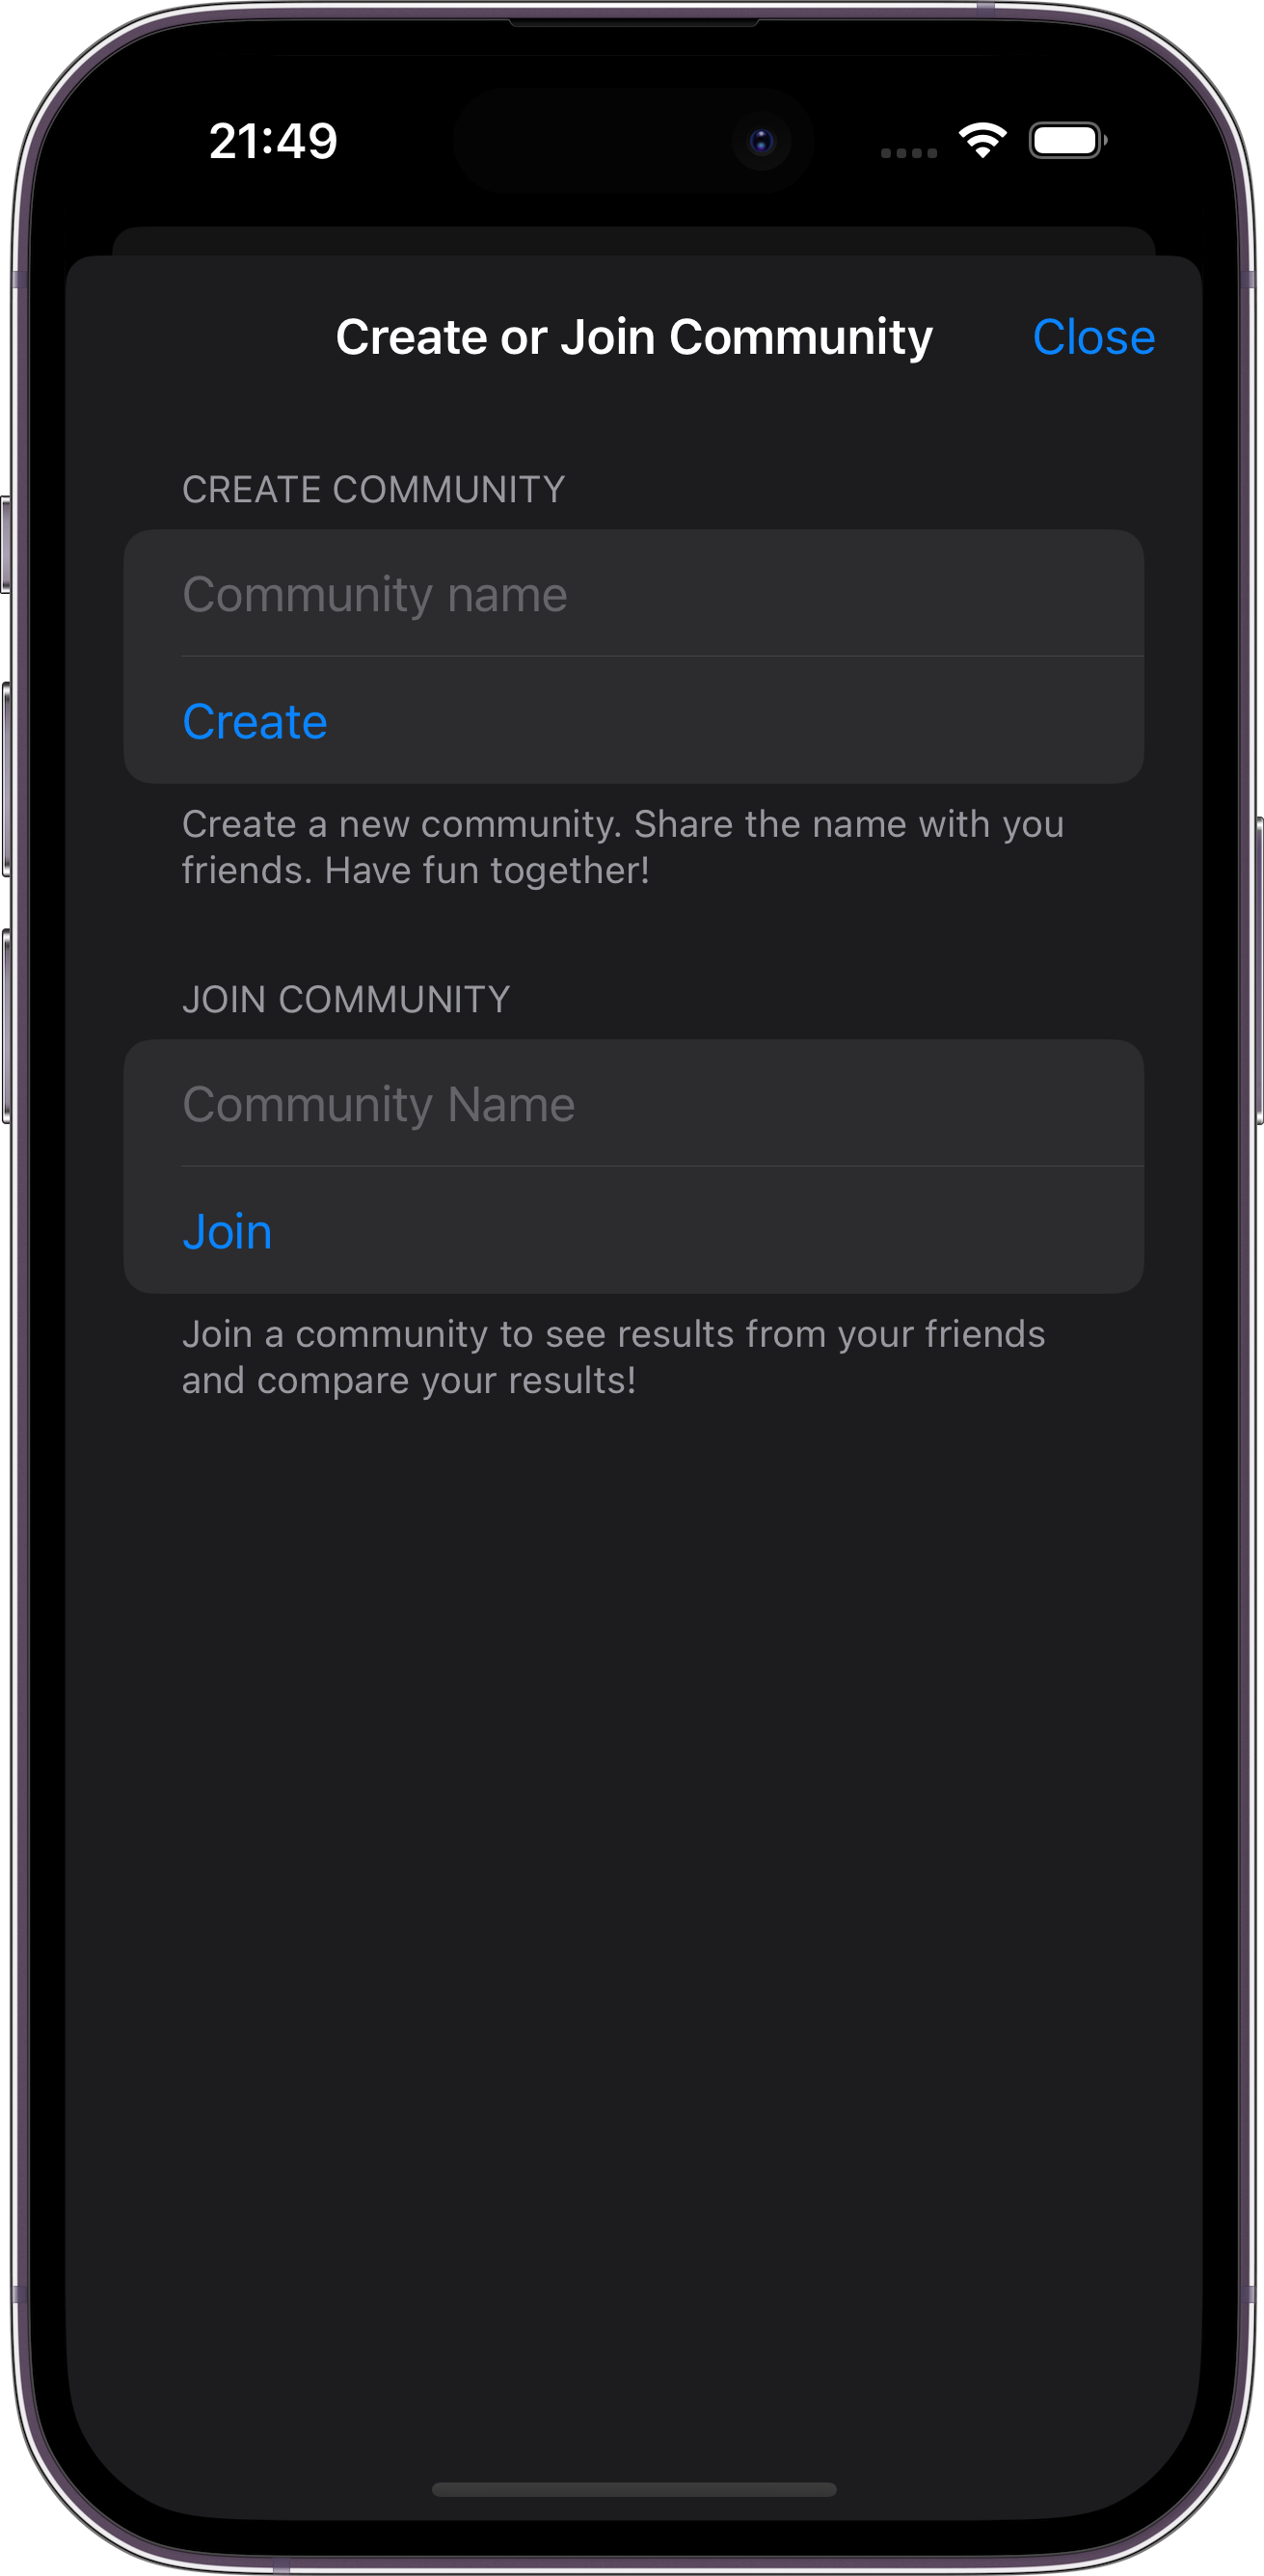 21:49
Create or Join Community
Close
CREATE COMMUNITY
Community name
Create
Create a new community. Share the name with you
friends. Have fun together!
JOIN COMMUNITY
Community Name
Join
Join a community to see results from your friends
and compare your results!